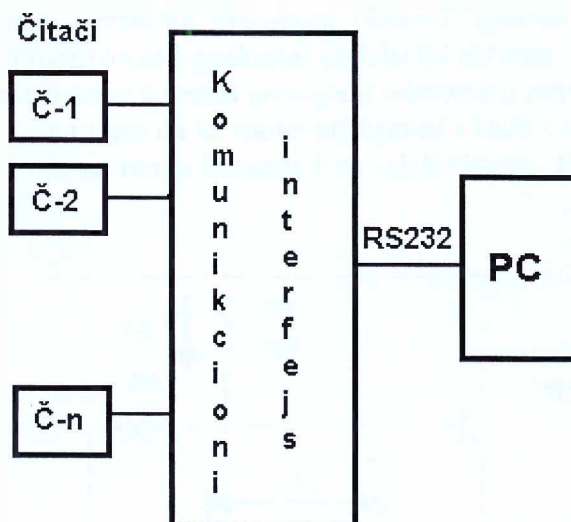 Čitači
Č-1
Č-2
Č-n
Komunikcioni
interfejs
RS232
PC